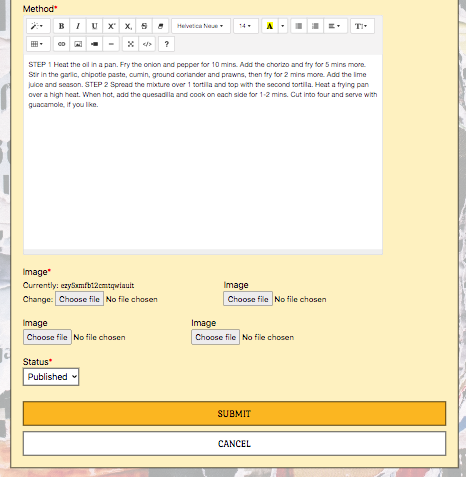 Method*
B I U X² X₂ S Helvetica Neue 14 A T
?
STEP 1 Heat the oil in a pan. Fry the onion and pepper for 10 mins. Add the chorizo and fry for 5 mins more.
Stir in the garlic, chipotle paste, cumin, ground coriander and prawns, then fry for 2 mins more. Add the lime
juice and season. STEP 2 Spread the mixture over 1 tortilla and top with the second tortilla. Heat a frying pan
over a high heat. When hot, add the quesadilla and cook on each side for 1-2 mins. Cut into four and serve with
guacamole, if you like.
Image*
Currently: ezy5xmfb12cmtqwiauit Image
Change: Choose file No file chosen Choose file No file chosen
Image Image
Choose file No file chosen Choose file No file chosen
Status*
Published
SUBMIT
CANCEL